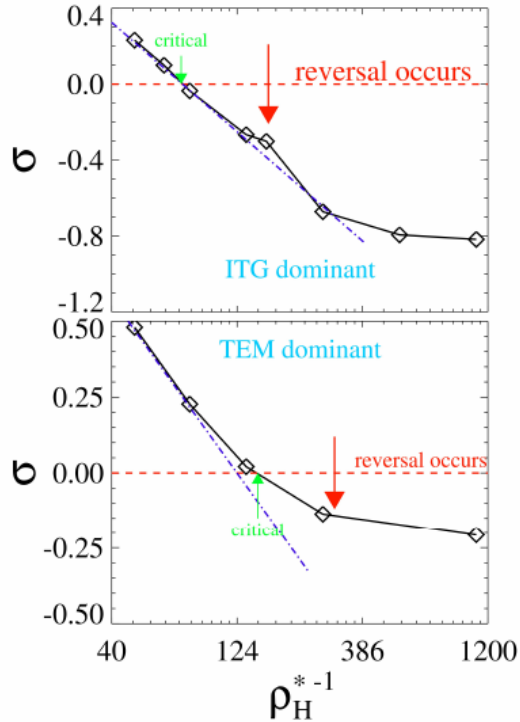 0.4
critical
reversal occurs
0.0
σ
-0.4
-0.8
ITG dominant
-1.2
0.50
TEM dominant
0.25
σ
0.00
reversal occurs
critical
-0.25
-0.50
40 124 386 1200
ρ_H^{* -1}